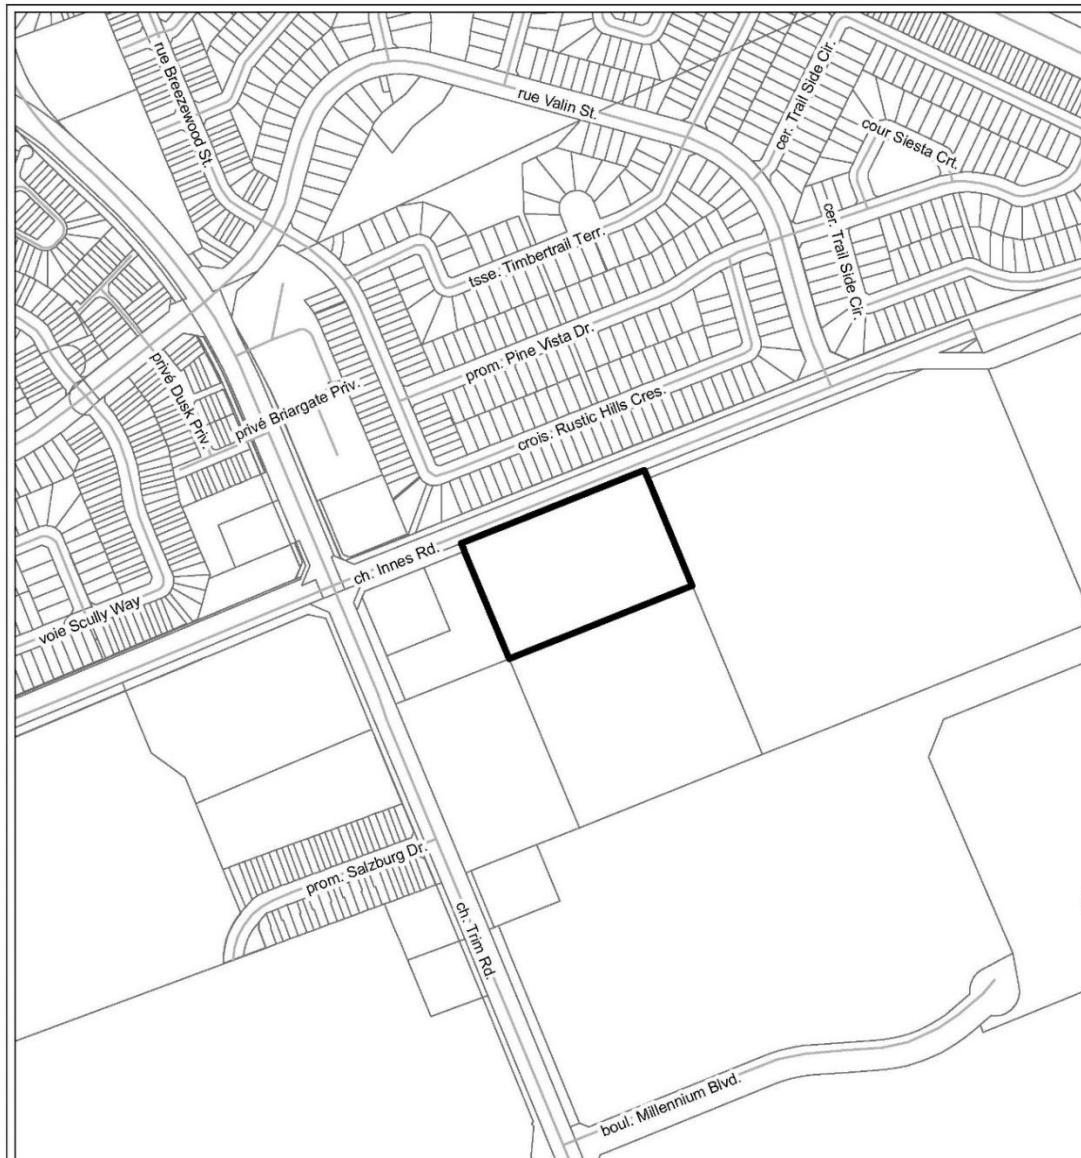 rue Breezewood St.
rue Valin St.
cer. Trail Side Cir.
cour Siesta Crt.
tsse. Timbertrail Terr.
cer. Trail Side Cir.
prom. Pine Vista Dr.
privé Dusk Priv.
privé Briargate Priv.
crois. Rustic Hills Cres.
ch. Innes Rd.
voie Scully Way
prom. Salzburg Dr.
ch. Trim Rd.
boul. Millennium Blvd.